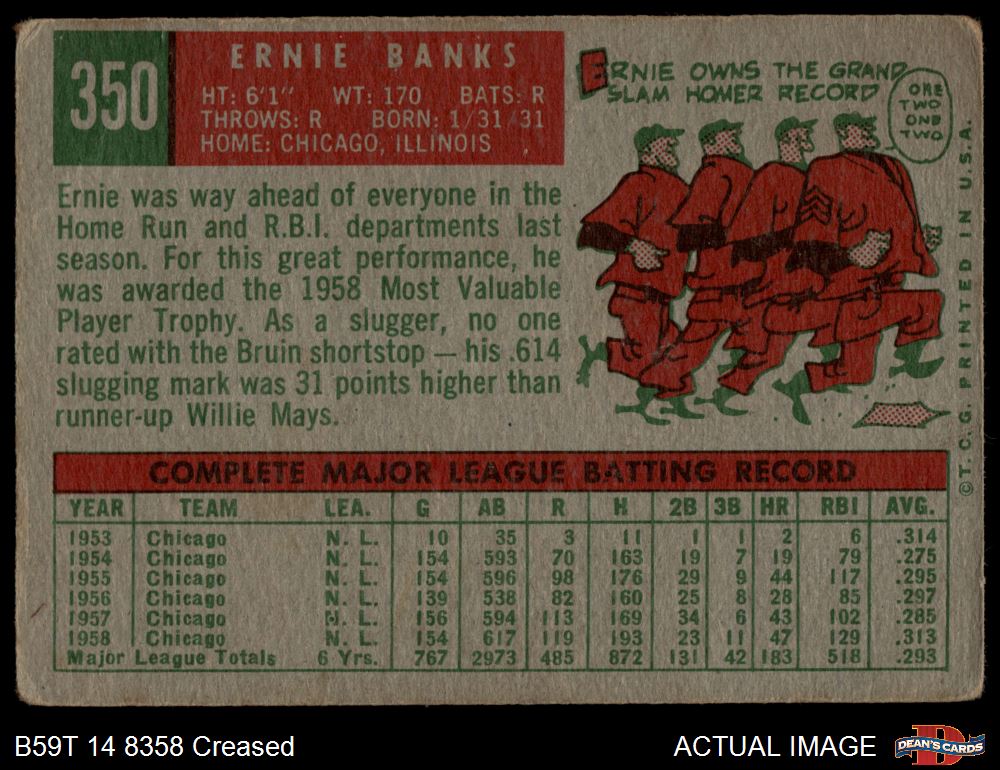 350
ERNIE BANKS
HT: 6'1" WT: 170 BATS: R
THROWS: R BORN: 1/31/31
HOME: CHICAGO, ILLINOIS
Ernie was way ahead of everyone in the
Home Run and R.B.I. departments last
season. For this great performance, he
was awarded the 1958 Most Valuable
Player Trophy. As a slugger, no one
rated with the Bruin shortstop — his .614
slugging mark was 31 points higher than
runner-up Willie Mays.
ERNIE OWNS THE GRAND
SLAM HOMER RECORD
ONE
TWO
ONE
TWO
©T.C.G. PRINTED IN U.S.A.
COMPLETE MAJOR LEAGUE BATTING RECORD
YEAR TEAM LEA. G AB R H 2B 3B HR RBI AVG.
1953 Chicago N. L. 10 35 3 11 1 1 2 6 .314
1954 Chicago N. L. 154 593 70 163 19 7 19 79 .275
1955 Chicago N. L. 154 596 98 176 29 9 44 117 .295
1956 Chicago N. L. 139 538 82 160 25 8 28 85 .297
1957 Chicago N. L. 156 594 113 169 34 6 43 102 .285
1958 Chicago N. L. 154 617 119 193 23 11 47 129 .313
Major League Totals 6 Yrs. 767 2973 485 872 131 42 183 518 .293
B59T 14 8358 Creased
ACTUAL IMAGE
D
DEAN'S CARDS